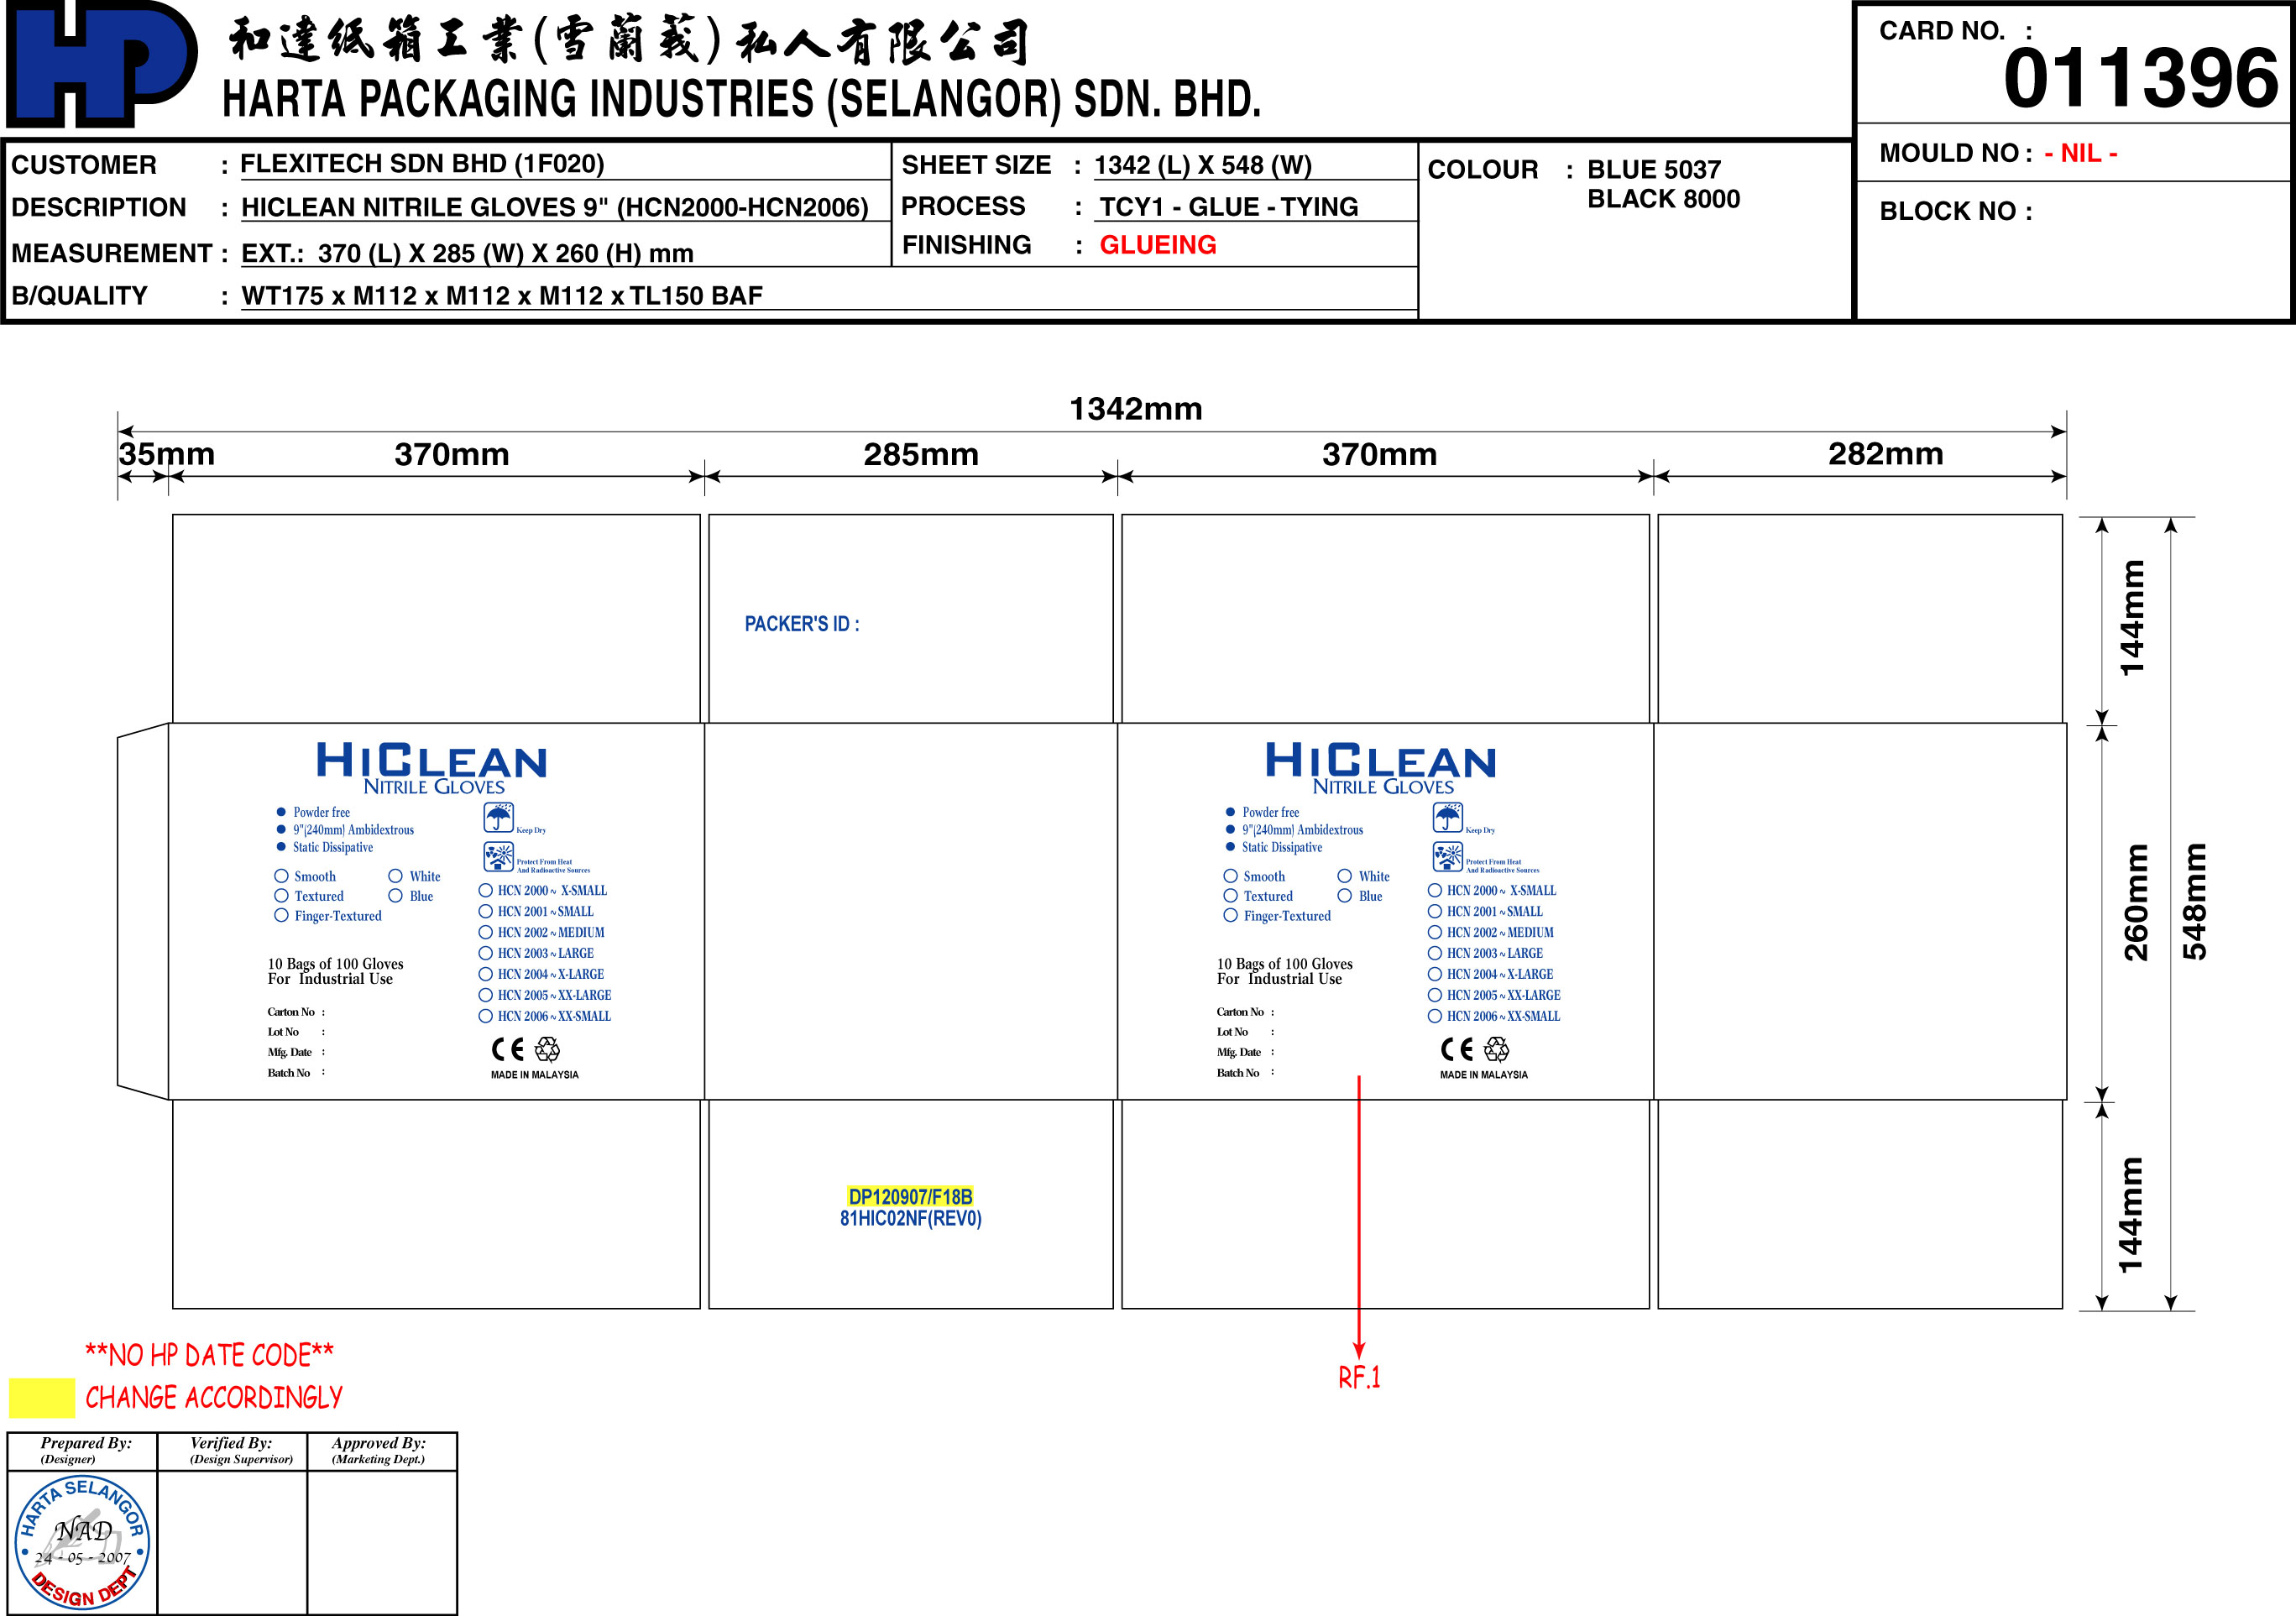 HP
和達紙箱工業(雪蘭莪)私人有限公司
HARTA PACKAGING INDUSTRIES (SELANGOR) SDN. BHD.
CARD NO. :
011396
MOULD NO : - NIL -
BLOCK NO :
CUSTOMER : FLEXITECH SDN BHD (1F020)
DESCRIPTION : HICLEAN NITRILE GLOVES 9" (HCN2000-HCN2006)
MEASUREMENT : EXT.: 370 (L) X 285 (W) X 260 (H) mm
B/QUALITY : WT175 x M112 x M112 x M112 x TL150 BAF
SHEET SIZE : 1342 (L) X 548 (W)
PROCESS : TCY1 - GLUE - TYING
FINISHING : GLUEING
COLOUR : BLUE 5037
BLACK 8000
1342mm
35mm 370mm 285mm 370mm 282mm
144mm
260mm
548mm
144mm
PACKER'S ID :
HICLEAN
NITRILE GLOVES
Powder free
9"(240mm) Ambidextrous
Static Dissipative
Keep Dry
Protect From Heat
And Radioactive Sources
Smooth White
Textured Blue
Finger-Textured
HCN 2000 ~ X-SMALL
HCN 2001 ~ SMALL
HCN 2002 ~ MEDIUM
HCN 2003 ~ LARGE
HCN 2004 ~ X-LARGE
HCN 2005 ~ XX-LARGE
HCN 2006 ~ XX-SMALL
10 Bags of 100 Gloves
For Industrial Use
Carton No :
Lot No :
Mfg. Date :
Batch No :
CE
MADE IN MALAYSIA
HICLEAN
NITRILE GLOVES
Powder free
9"(240mm) Ambidextrous
Static Dissipative
Keep Dry
Protect From Heat
And Radioactive Sources
Smooth White
Textured Blue
Finger-Textured
HCN 2000 ~ X-SMALL
HCN 2001 ~ SMALL
HCN 2002 ~ MEDIUM
HCN 2003 ~ LARGE
HCN 2004 ~ X-LARGE
HCN 2005 ~ XX-LARGE
HCN 2006 ~ XX-SMALL
10 Bags of 100 Gloves
For Industrial Use
Carton No :
Lot No :
Mfg. Date :
Batch No :
CE
MADE IN MALAYSIA
DP120907/F18B
81HIC02NF(REV0)
RF.1
**NO HP DATE CODE**
CHANGE ACCORDINGLY
Prepared By:
(Designer)
Verified By:
(Design Supervisor)
Approved By:
(Marketing Dept.)
HARTA SELANGOR
NAD
24 - 05 - 2007
DESIGN DEPT